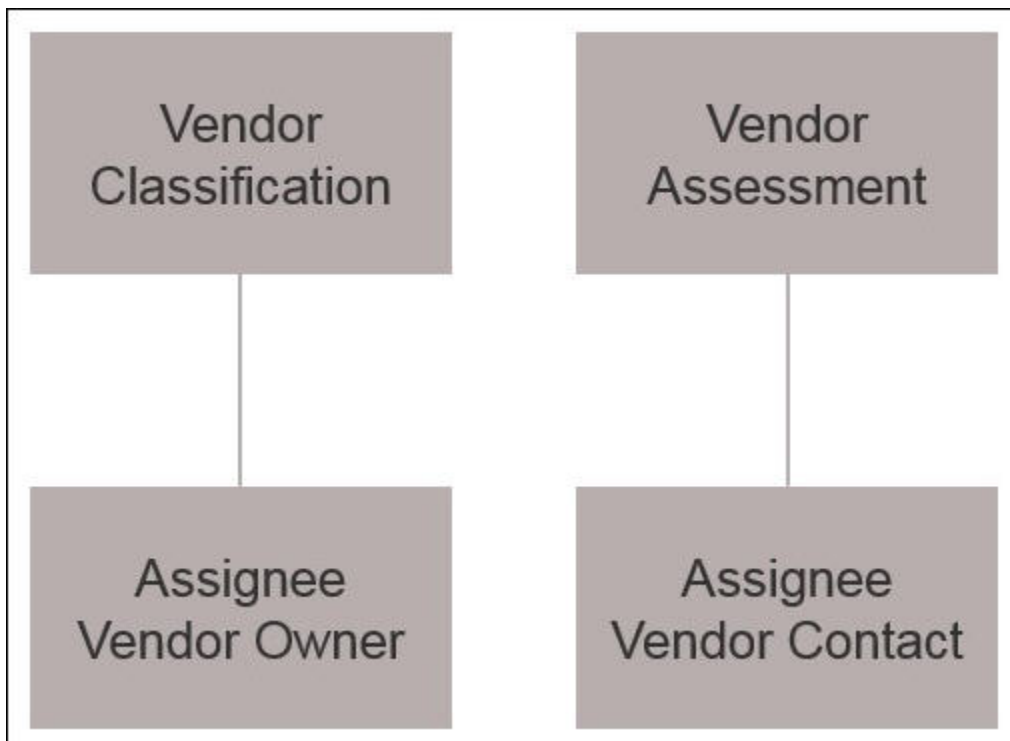 Vendor
Classification
Vendor
Assessment
Assignee
Vendor Owner
Assignee
Vendor Contact